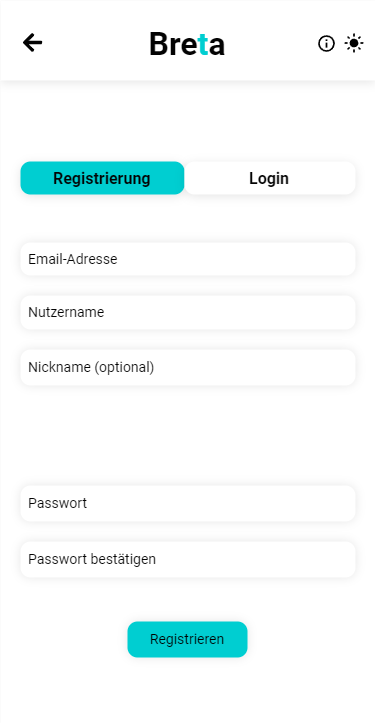 Breta
Registrierung Login
Email-Adresse
Nutzername
Nickname (optional)
Passwort
Passwort bestätigen
Registrieren